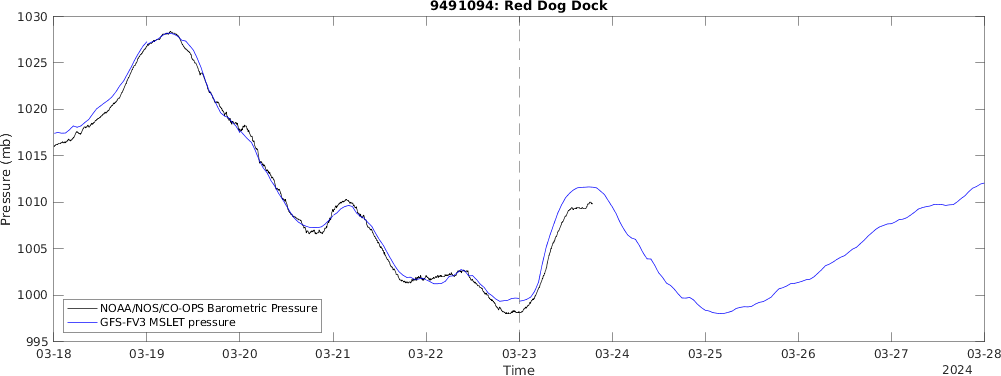 9491094: Red Dog Dock
1030
1025
1020
1015
1010
1005
1000
995
Pressure (mb)
NOAA/NOS/CO-OPS Barometric Pressure
GFS-FV3 MSLET pressure
03-18 03-19 03-20 03-21 03-22 03-23 03-24 03-25 03-26 03-27 03-28
Time
2024